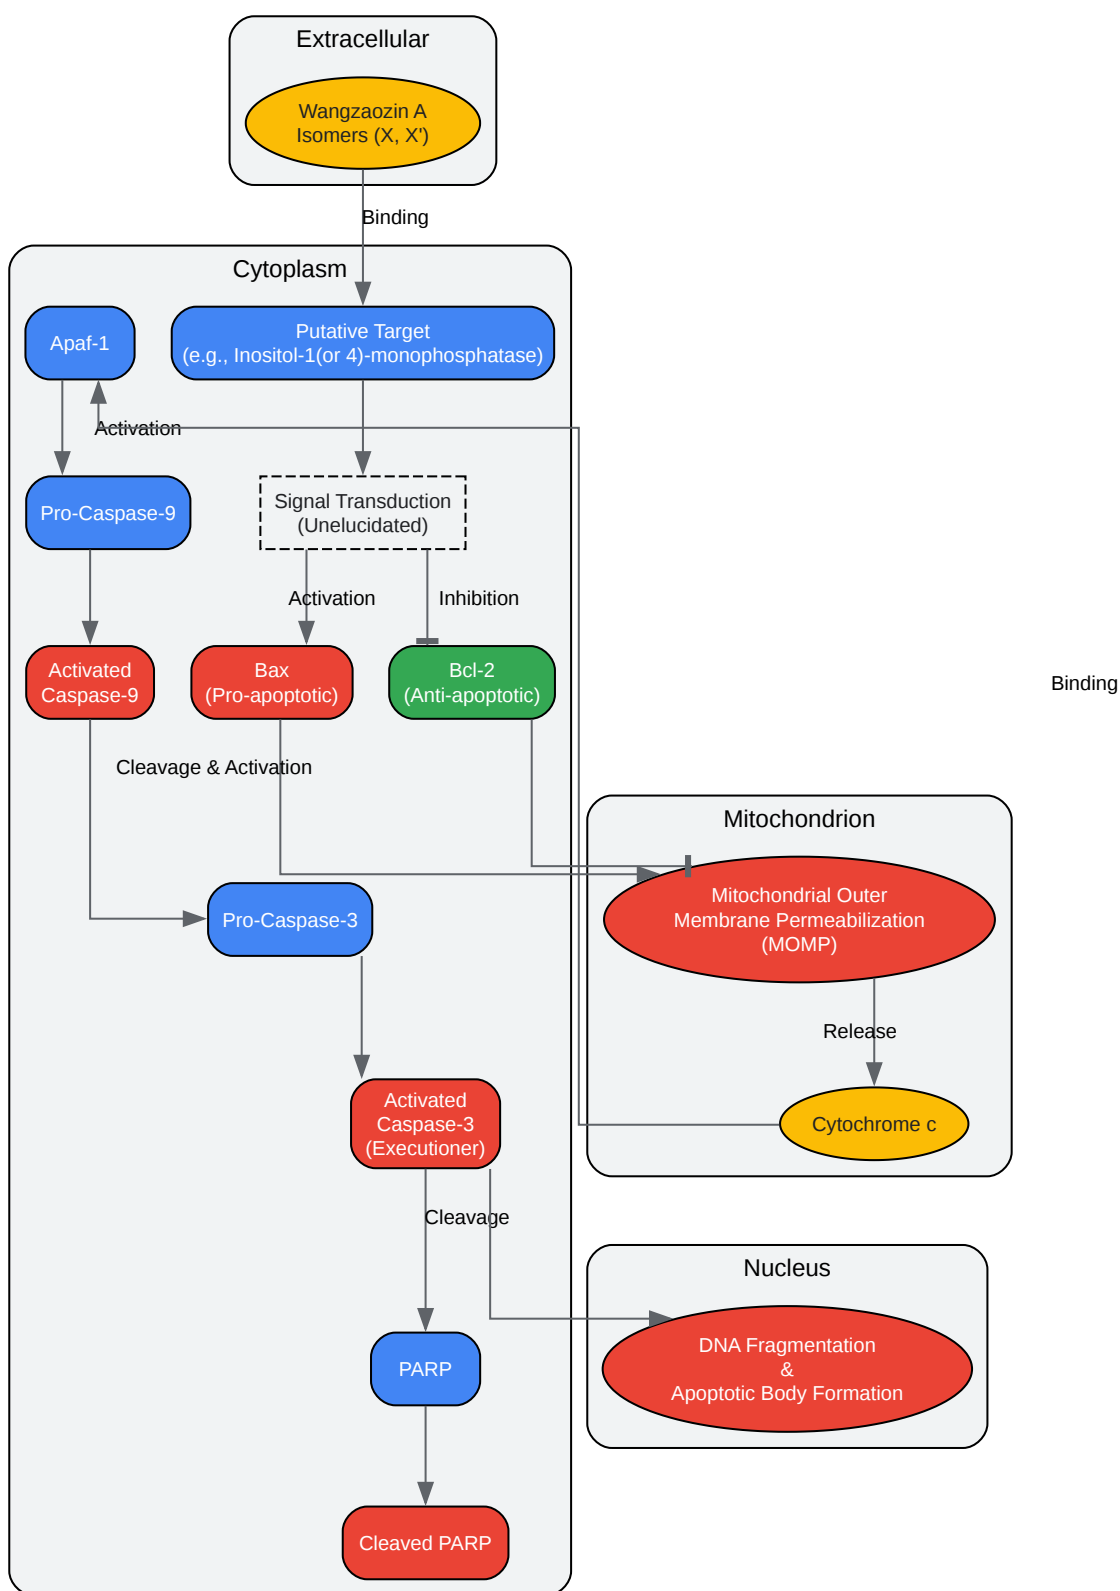 Extracellular
Wangzaozin A
Isomers (X, X')
Binding
Cytoplasm
Apaf-1
Putative Target
(e.g., Inositol-1(or 4)-monophosphatase)
Activation
Pro-Caspase-9
Signal Transduction
(Unelucidated)
Activation
Inhibition
Activated
Caspase-9
Bax
(Pro-apoptotic)
Bcl-2
(Anti-apoptotic)
Binding
Cleavage & Activation
Mitochondrion
Mitochondrial Outer
Membrane Permeabilization
(MOMP)
Pro-Caspase-3
Release
Activated
Caspase-3
(Executioner)
Cytochrome c
Cleavage
Nucleus
DNA Fragmentation
&
Apoptotic Body Formation
PARP
Cleaved PARP